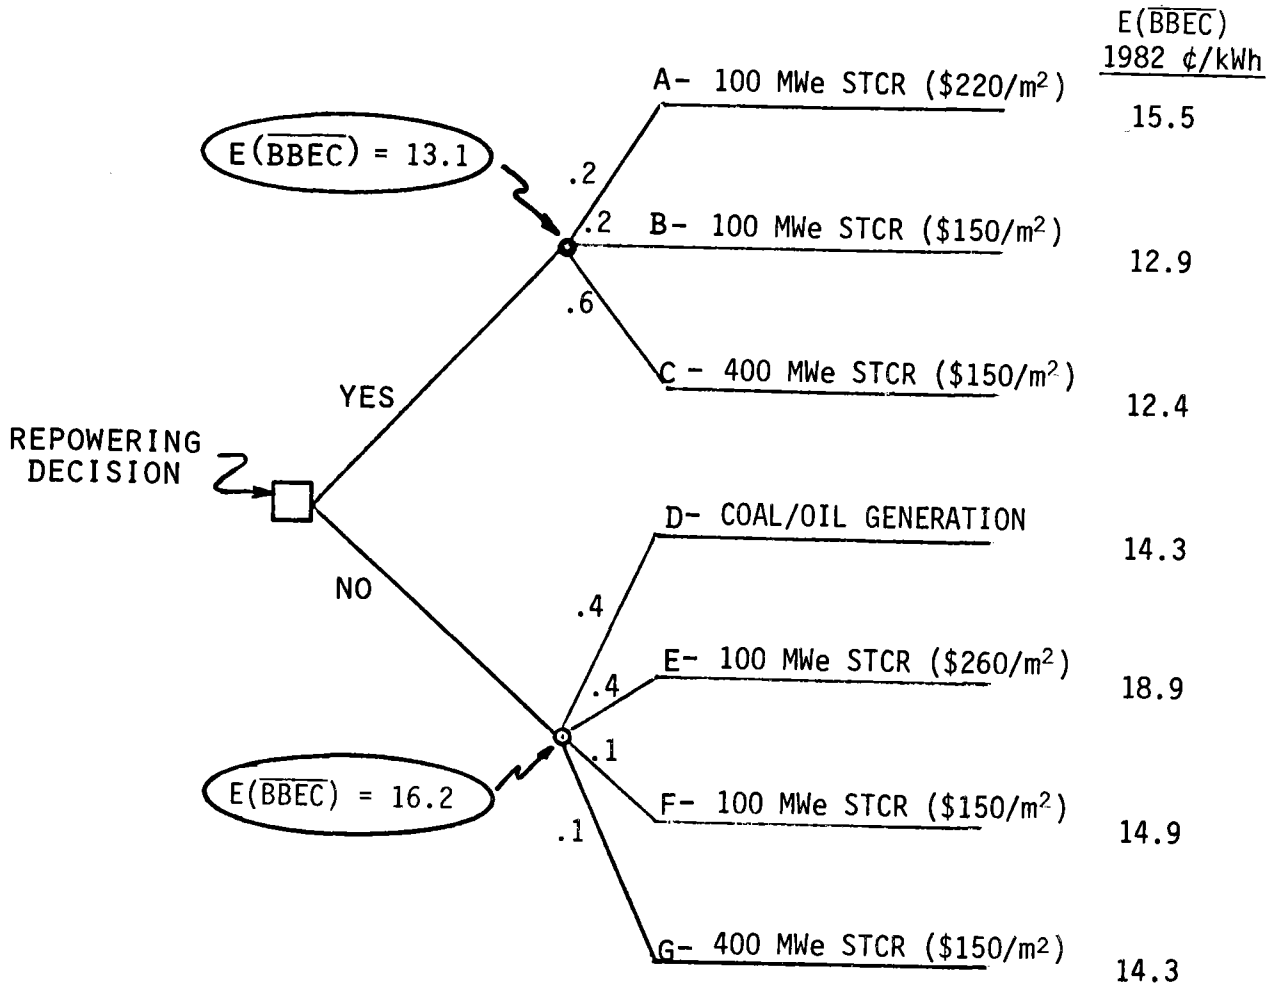 E(BBEC)
1982 ¢/kWh
A- 100 MWe STCR ($220/m²)
15.5
E(BBEC) = 13.1
.2
.2
B- 100 MWe STCR ($150/m²)
12.9
.6
C - 400 MWe STCR ($150/m²)
12.4
YES
REPOWERING
DECISION
NO
D- COAL/OIL GENERATION
14.3
.4
E- 100 MWe STCR ($260/m²)
18.9
.4
.1
E(BBEC) = 16.2
F- 100 MWe STCR ($150/m²)
14.9
.1
G- 400 MWe STCR ($150/m²)
14.3